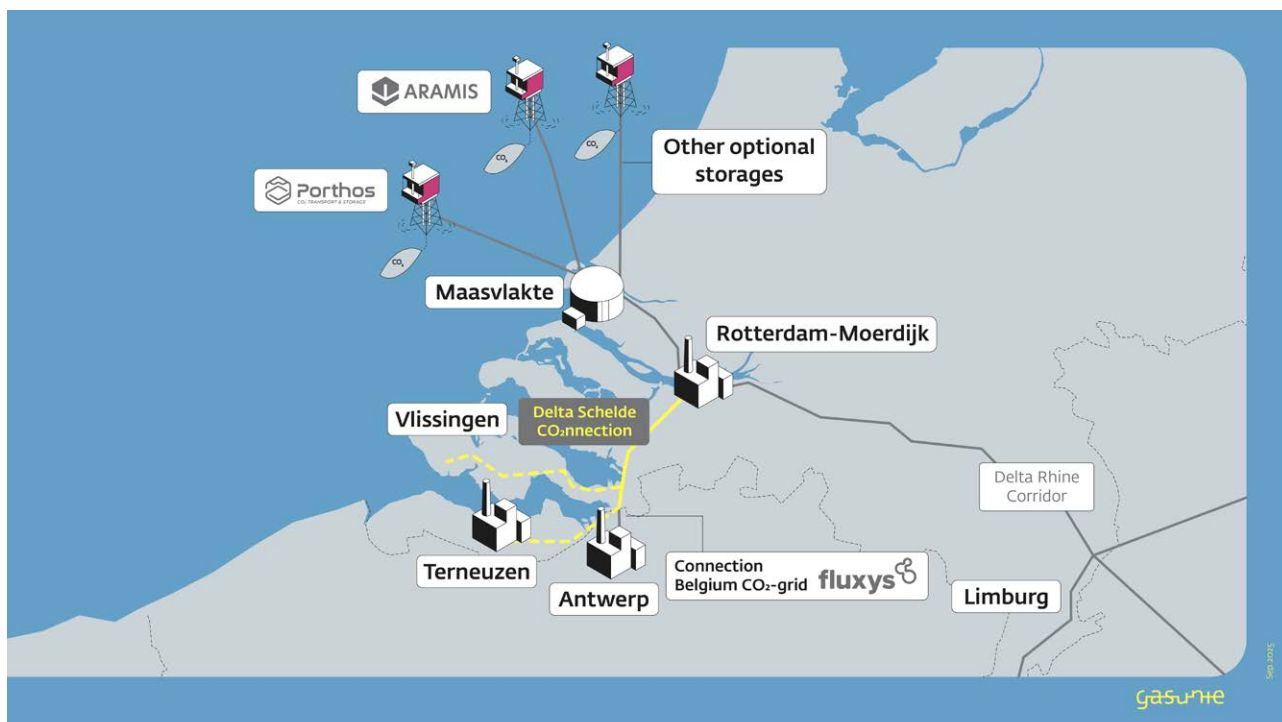 ARAMIS
CO₂
CO₂
Other optional
storages
Porthos
CO₂ TRANSPORT & STORAGE
CO₂
Maasvlakte
Rotterdam-Moerdijk
Delta Schelde
CO₂nnection
Vlissingen
Delta Rhine
Corridor
Terneuzen
Antwerp
Connection
Belgium CO₂-grid
fluxys
Limburg
Sep 2025
gasunie